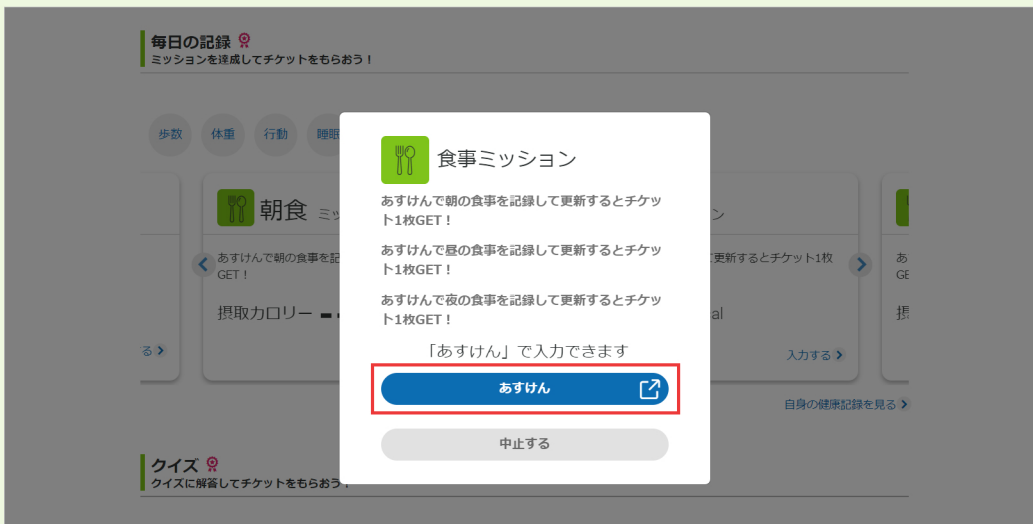 毎日の記録
ミッションを達成してチケットをもらおう!
歩数
体重
行動
睡眠
朝食
あすけんで朝の食事を記
GET!
摂取カロリー
る
食事ミッション
あすけんで朝の食事を記録して更新するとチケッ
ト1枚GET!
あすけんで昼の食事を記録して更新するとチケッ
ト1枚GET!
あすけんで夜の食事を記録して更新するとチケッ
ト1枚GET!
「あすけん」で入力できます
あすけん
中止する
ン
て更新するとチケット1枚
al
入力する
あ
GE
摂
自身の健康記録を見る
クイズ
クイズに解答してチケットをもらおう!